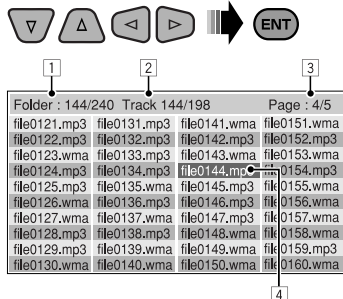 ENT
1 2 3
Folder : 144/240 Track 144/198 Page : 4/5
file0121.mp3 file0131.mp3 file0141.wma file0151.wma
file0122.mp3 file0132.mp3 file0142.mp3 file0152.mp3
file0123.wma file0133.mp3 file0143.wma file0153.wma
file0124.mp3 file0134.mp3 file0144.mp file0154.mp3
file0125.mp3 file0135.wma file0145.mp3 file0155.wma
file0126.wma file0136.mp3 file0146.mp3 file0156.wma
file0127.wma file0137.wma file0147.mp3 file0157.wma
file0128.mp3 file0138.mp3 file0148.wma file0158.wma
file0129.mp3 file0139.wma file0149.wma file0159.mp3
file0130.wma file0140.wma file0150.wma file0160.wma
4